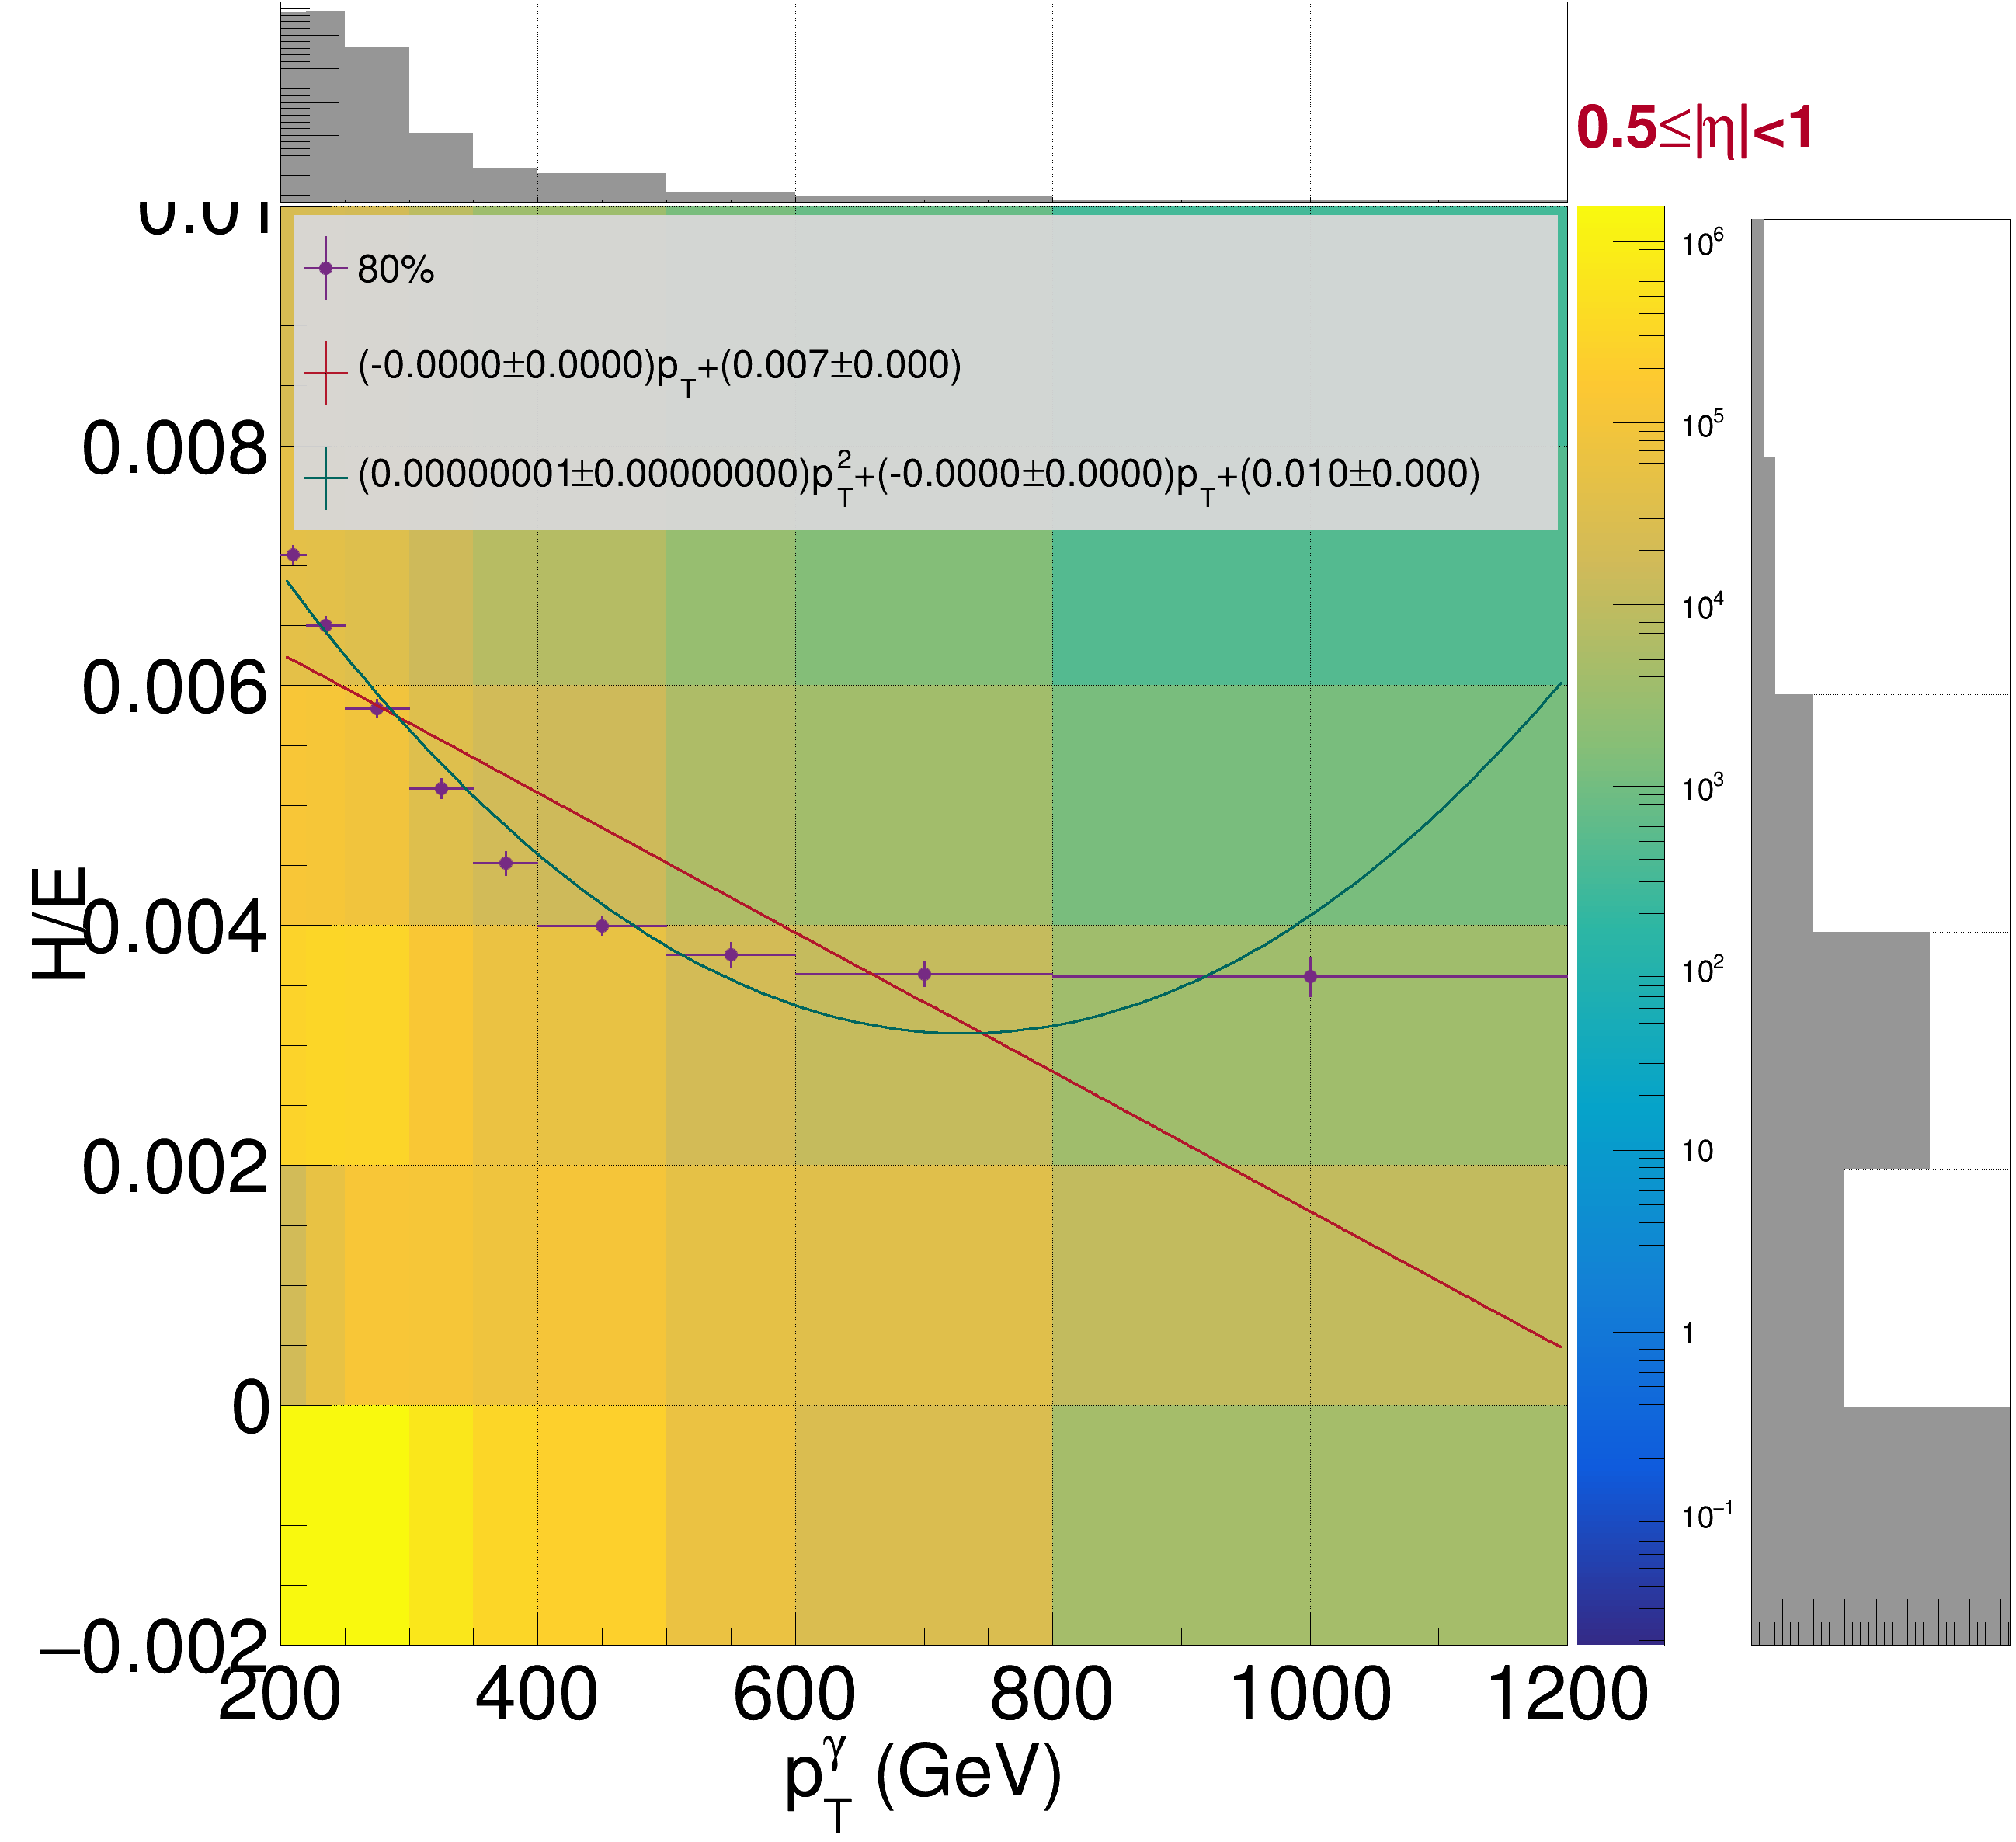 0.5≤|η|<1
0.01
80%
(-0.0000±0.0000)p_T+(0.007±0.000)
(0.00000001±0.00000000)p_T^2+(-0.0000±0.0000)p_T+(0.010±0.000)
0.008
0.006
0.004
0.002
0
−0.002
H/E
200 400 600 800 1000 1200
p_T^γ (GeV)
10^6
10^5
10^4
10^3
10^2
10
1
10^−1